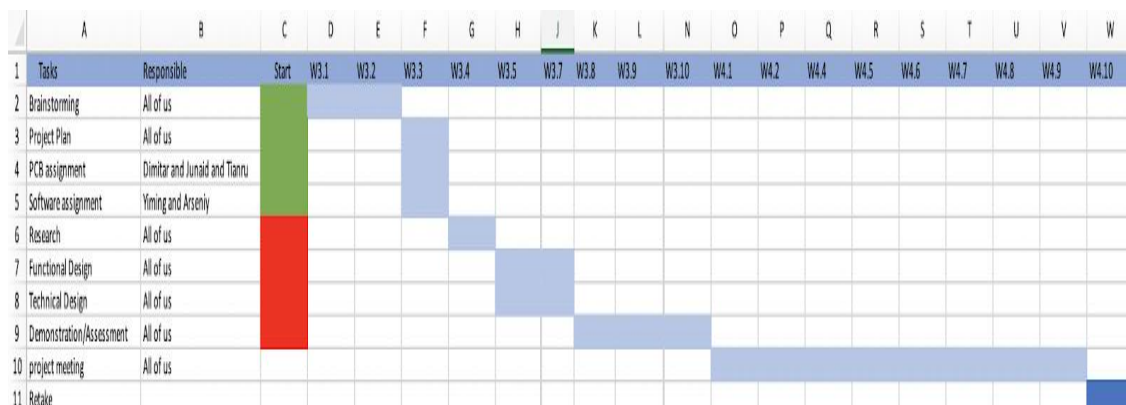 A B C D E F G H J K L N O P Q R S T U V W
1 Tasks Responsible Start W3.1 W3.2 W3.3 W3.4 W3.5 W3.7 W3.8 W3.9 W3.10 W4.1 W4.2 W4.4 W4.5 W4.6 W4.7 W4.8 W4.9 W4.10
2 Brainstorming All of us
3 Project Plan All of us
4 PCB assignment Dimitar and Junaid and Tianru
5 Software assignment Yiming and Arseniy
6 Research All of us
7 Functional Design All of us
8 Technical Design All of us
9 Demonstration/Assessment All of us
10 project meeting All of us
11 Retake